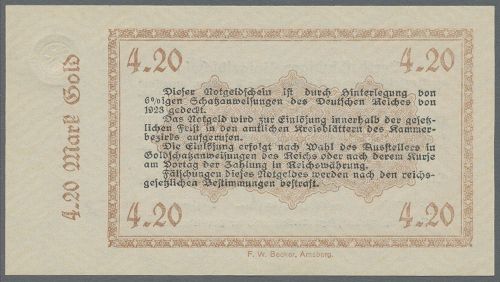 4.20 4.20
4.20 Mark Gold
Dieser Notgeldschein ist durch Hinterlegung von
6%igen Schatzanweisungen des Deutschen Reiches von
1923 gedeckt.
Das Notgeld wird zur Einlösung innerhalb der gesetz-
lichen Frist in den amtlichen Kreisblättern des Kammer-
bezirks aufgerufen.
Die Einlösung erfolgt nach Wahl des Ausstellers in
Goldschatzanweisungen des Reichs oder nach dem Kurse
am Vortag der Zahlung in Reichswährung.
Fälschungen dieses Notgeldes werden nach den reichs-
gesetzlichen Bestimmungen bestraft.
4.20 4.20
F. W. Becker, Arnsberg.